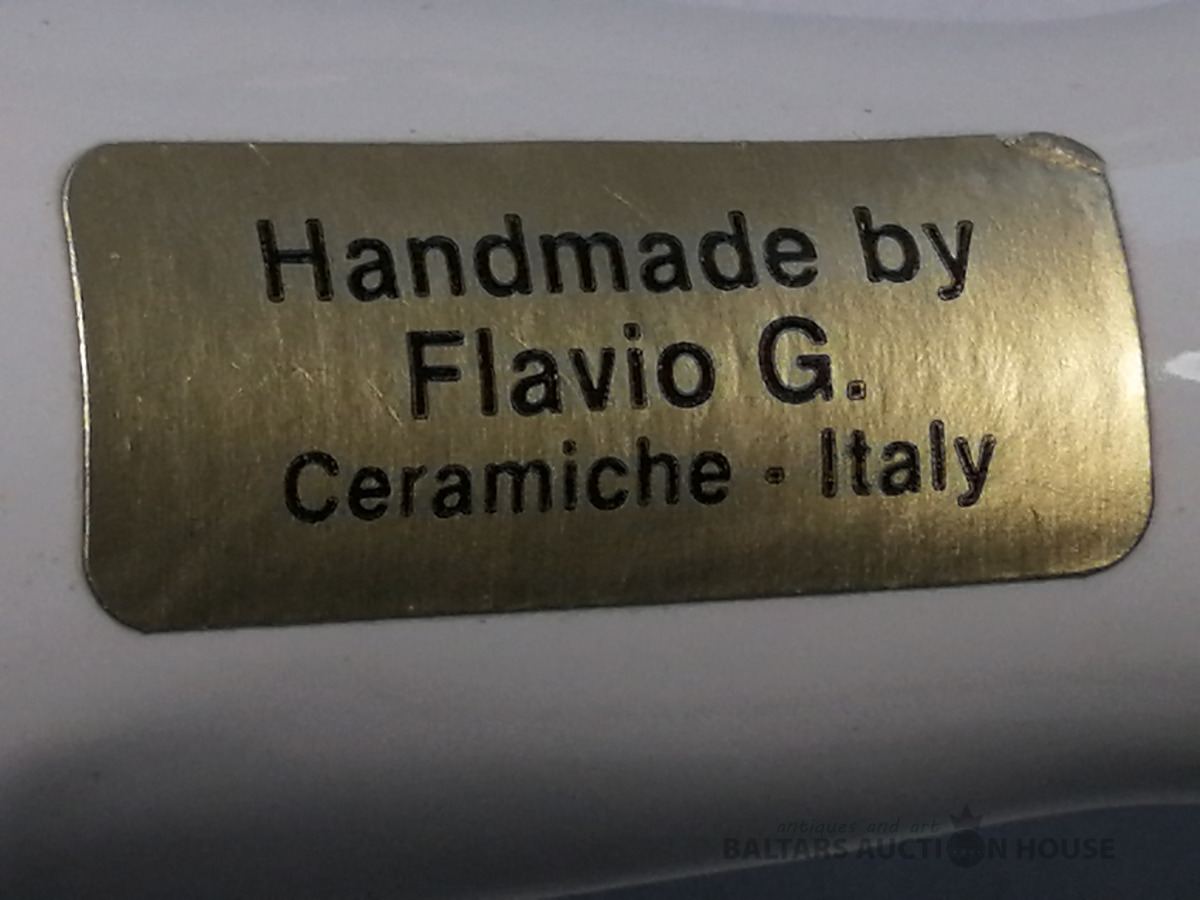 Handmade by
Flavio G.
Ceramiche · Italy
antiques and art
BALTARS AUCTION HOUSE